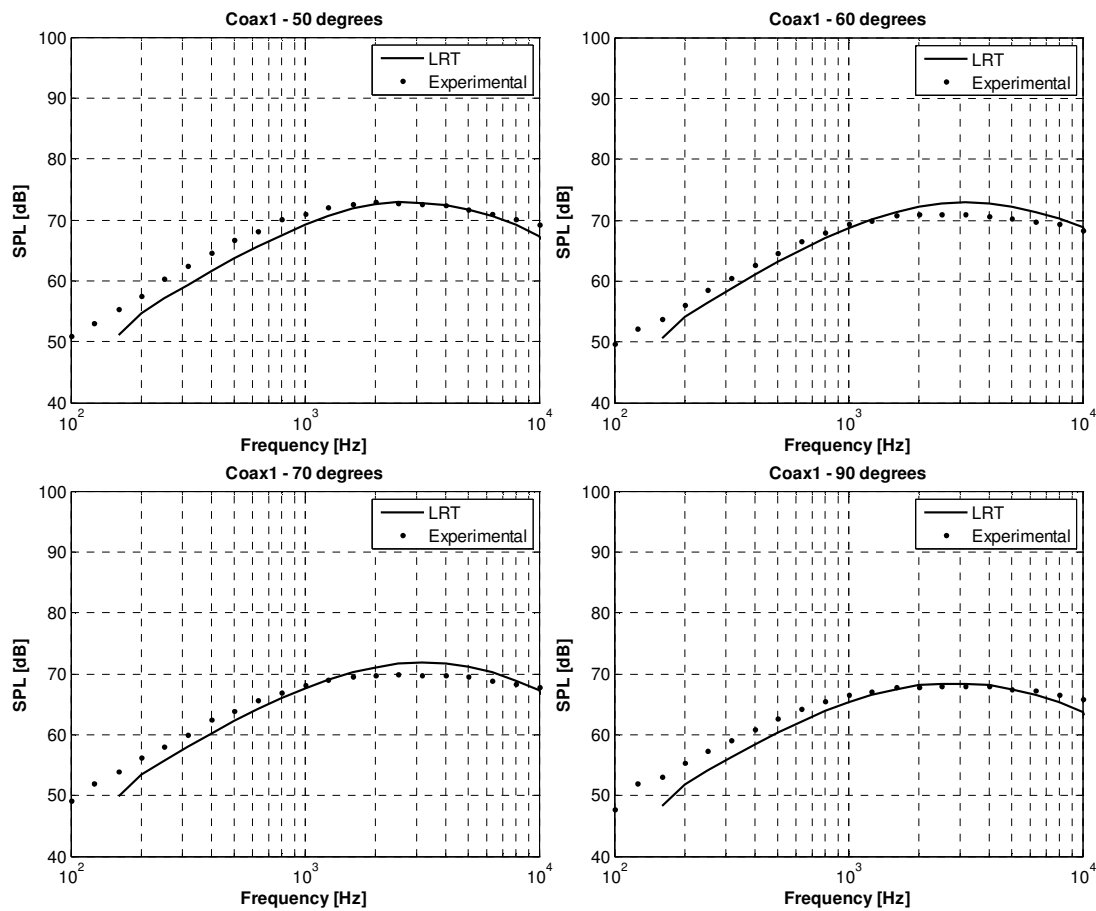 Coax1 - 50 degrees
100
90
80
70
60
50
40
SPL [dB]
LRT
Experimental
10^2
10^3
10^4
Frequency [Hz]
Coax1 - 60 degrees
100
90
80
70
60
50
40
SPL [dB]
LRT
Experimental
10^2
10^3
10^4
Frequency [Hz]
Coax1 - 70 degrees
100
90
80
70
60
50
40
SPL [dB]
LRT
Experimental
10^2
10^3
10^4
Frequency [Hz]
Coax1 - 90 degrees
100
90
80
70
60
50
40
SPL [dB]
LRT
Experimental
10^2
10^3
10^4
Frequency [Hz]